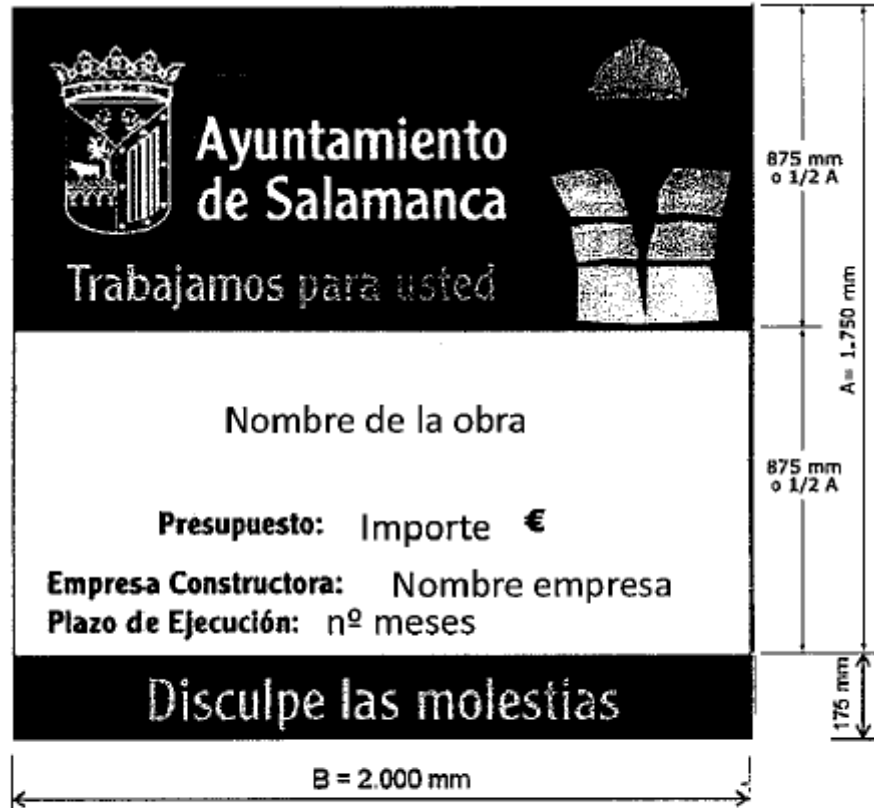 Ayuntamiento
de Salamanca
Trabajamos para usted
Nombre de la obra
Presupuesto: Importe €
Empresa Constructora: Nombre empresa
Plazo de Ejecución: nº meses
Disculpe las molestias
875 mm
o 1/2 A
875 mm
o 1/2 A
A= 1.750 mm
175 mm
B = 2.000 mm